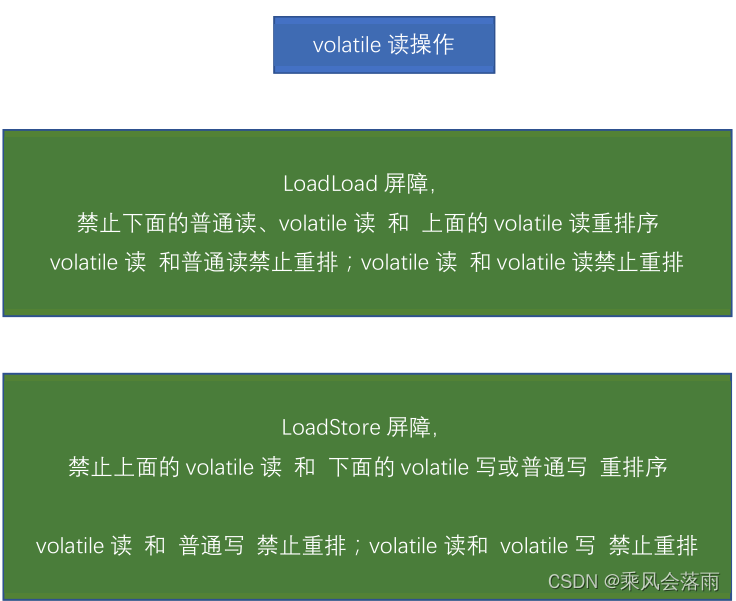 volatile 读操作
LoadLoad 屏障，
禁止下面的普通读、volatile 读 和 上面的 volatile 读重排序
volatile 读 和普通读禁止重排；volatile 读 和 volatile 读禁止重排
LoadStore 屏障，
禁止上面的 volatile 读 和 下面的 volatile 写或普通写 重排序
volatile 读 和 普通写 禁止重排；volatile 读和 volatile 写 禁止重排
CSDN @乘风会落雨